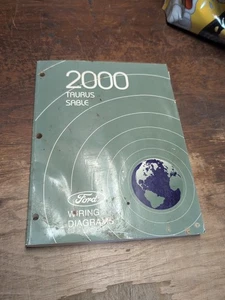 2000
TAURUS
SABLE
Ford
WIRING
DIAGRAMS